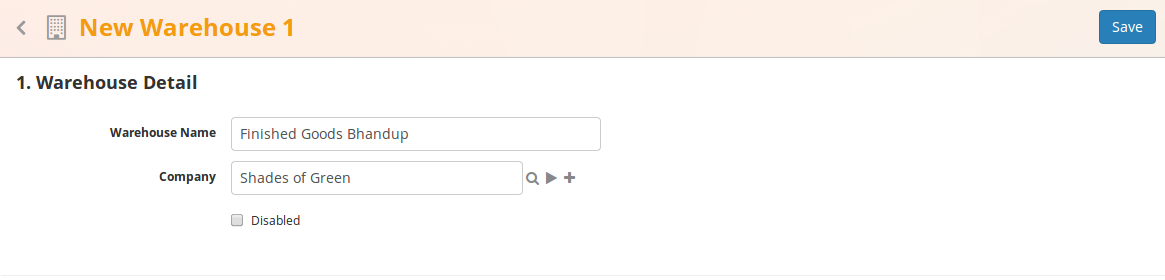 New Warehouse 1
Save
1. Warehouse Detail
Warehouse Name
Finished Goods Bhandup
Company
Shades of Green
Disabled